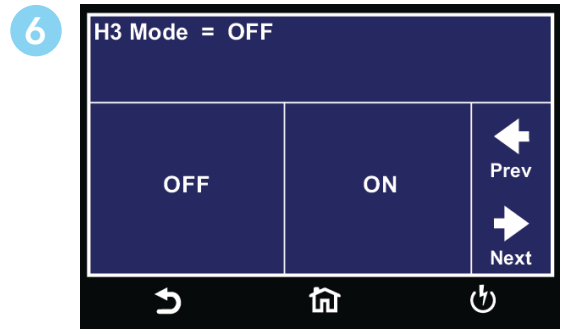 6
H3 Mode = OFF
OFF
ON
Prev
Next